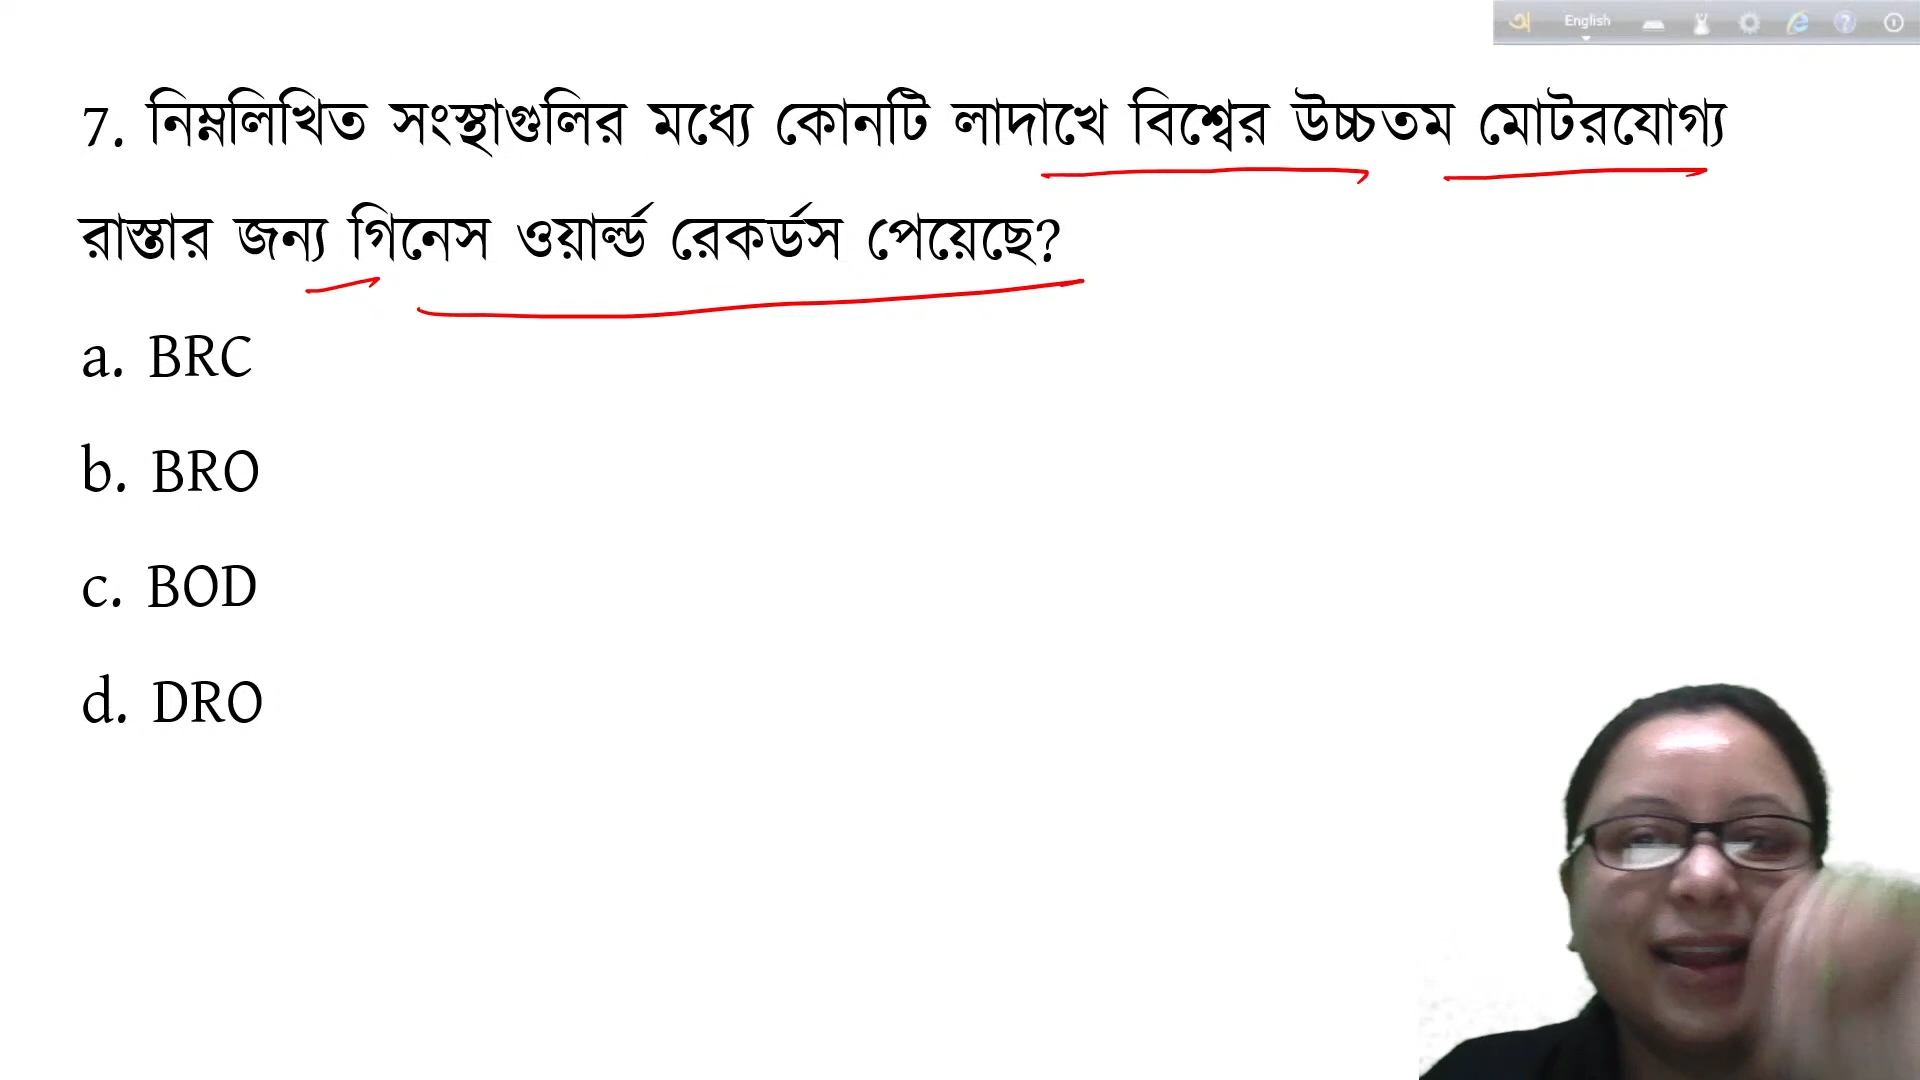 অ English
7. নিম্নলিখিত সংস্থাগুলির মধ্যে কোনটি লাদাখে বিশ্বের উচ্চতম মোটরযোগ্য
রাস্তার জন্য গিনেস ওয়ার্ল্ড রেকর্ডস পেয়েছে?
a. BRC
b. BRO
c. BOD
d. DRO